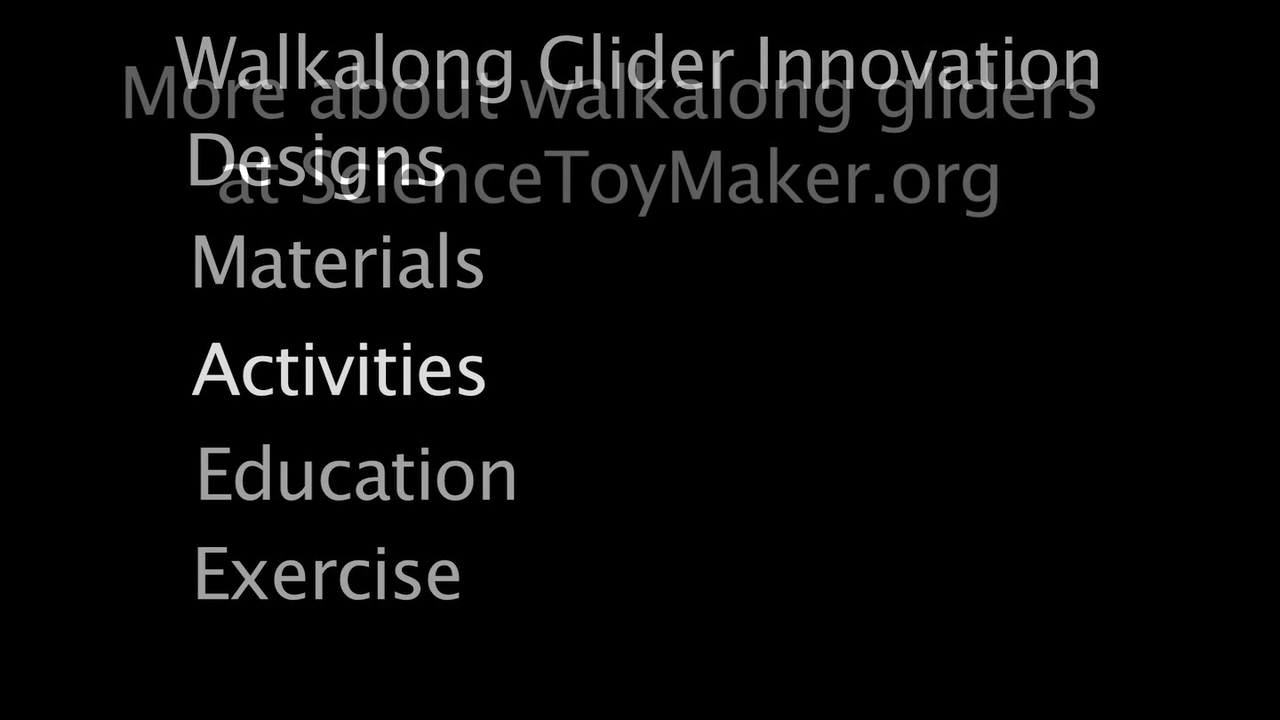 Walkalong Glider Innovation
More about walkalong gliders
Designs
at ScienceToyMaker.org
Materials
Activities
Education
Exercise